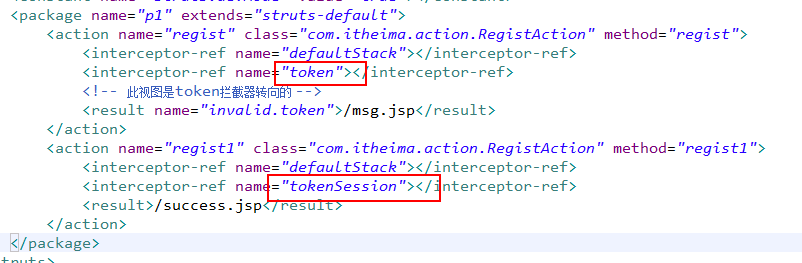 <package name="p1" extends="struts-default">
<action name="regist" class="com.itheima.action.RegistAction" method="regist">
<interceptor-ref name="defaultStack"></interceptor-ref>
<interceptor-ref name="token"></interceptor-ref>
<!-- 此视图是token拦截器转向的 -->
<result name="invalid.token">/msg.jsp</result>
</action>
<action name="regist1" class="com.itheima.action.RegistAction" method="regist1">
<interceptor-ref name="defaultStack"></interceptor-ref>
<interceptor-ref name="tokenSession"></interceptor-ref>
<result>/success.jsp</result>
</action>
</package>